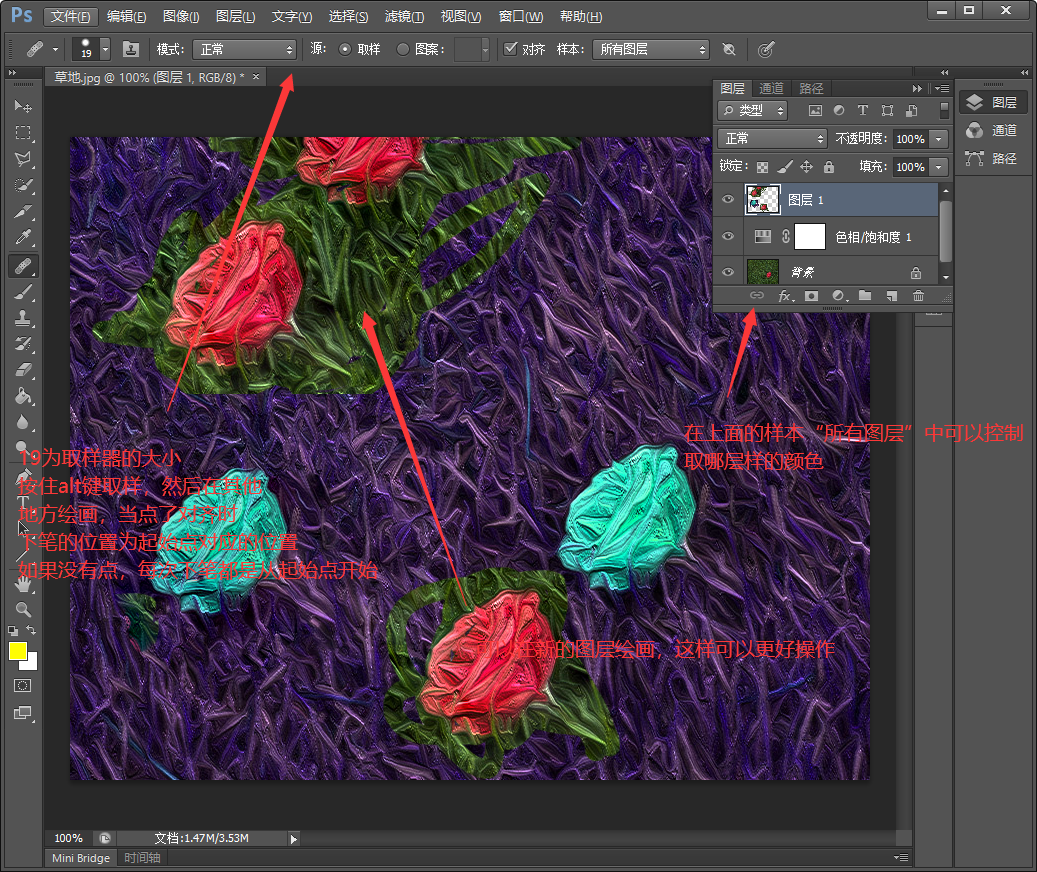 Ps 文件(F) 编辑(E) 图像(I) 图层(L) 文字(Y) 选择(S) 滤镜(T) 视图(V) 窗口(W) 帮助(H)
19 模式: 正常 源: 取样 图案: 对齐 样本: 所有图层
草地.jpg @ 100% (图层 1, RGB/8) * ×
图层 通道 路径
类型
正常 不透明度: 100%
锁定: 填充: 100%
图层 1
色相/饱和度 1
背景
fx
图层
通道
路径
在上面的样本“所有图层”中可以控制
取哪层样的颜色
19为取样器的大小
按住alt键取样，然后在其他
地方绘画，当点了对齐时
下笔的位置为起始点对应的位置
如果没有点，每次下笔都是从起始点开始
在新的图层绘画，这样可以更好操作
100% 文档:1.47M/3.53M
Mini Bridge 时间轴